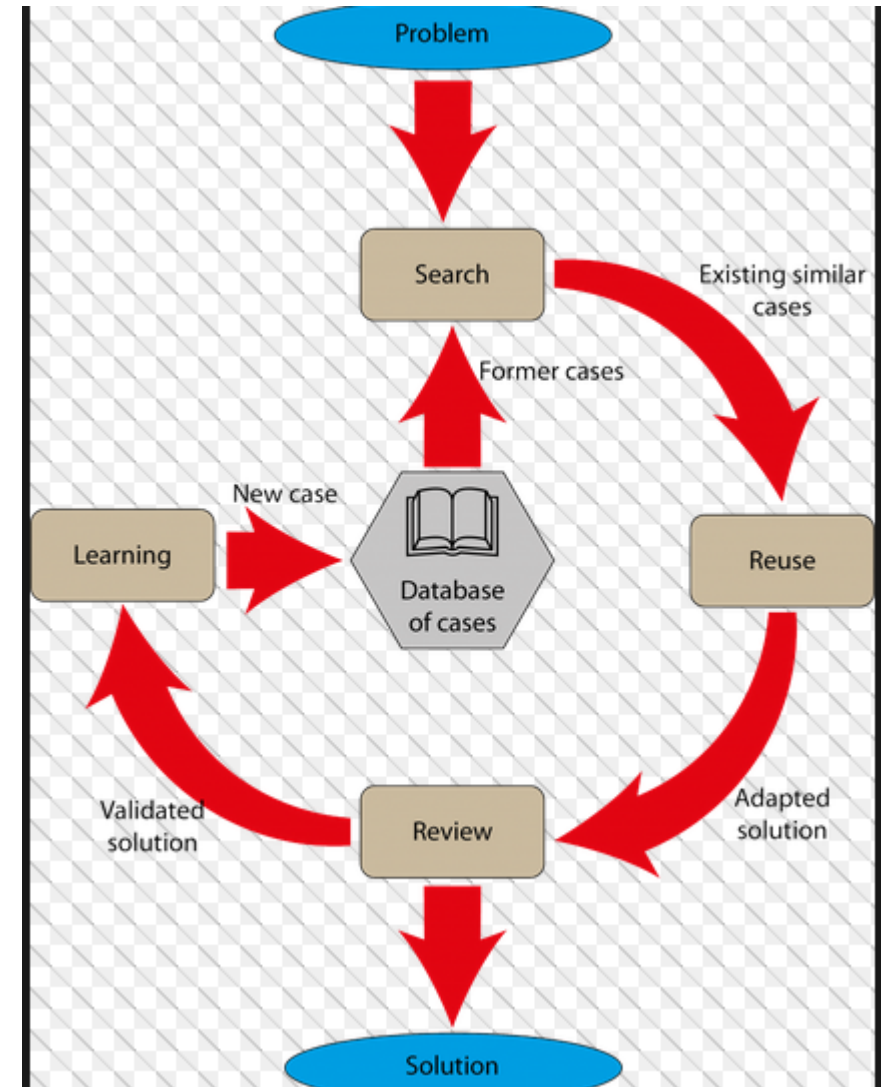 Problem
Search
Existing similar
cases
Former cases
New case
Learning
Database
of cases
Reuse
Validated
solution
Review
Adapted
solution
Solution